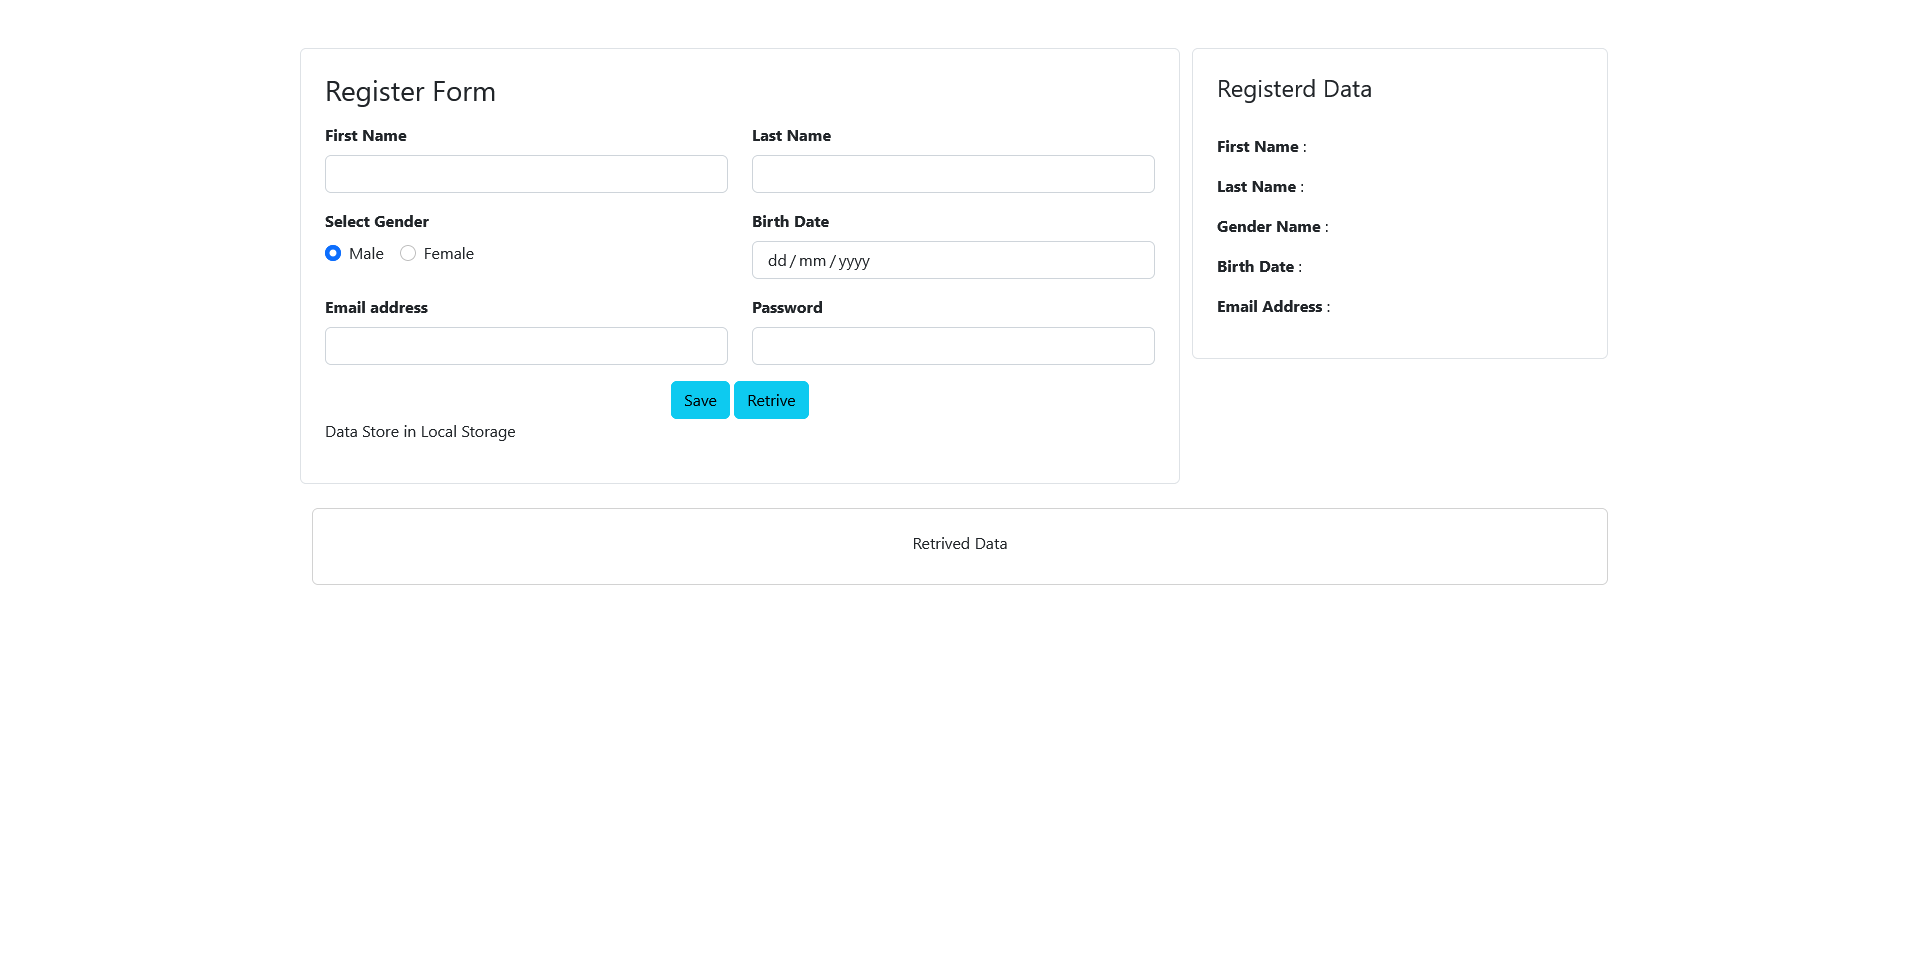 Register Form
First Name
Last Name
Select Gender
Male
Female
Birth Date
dd / mm / yyyy
Email address
Password
Save
Retrive
Data Store in Local Storage
Registerd Data
First Name :
Last Name :
Gender Name :
Birth Date :
Email Address :
Retrived Data